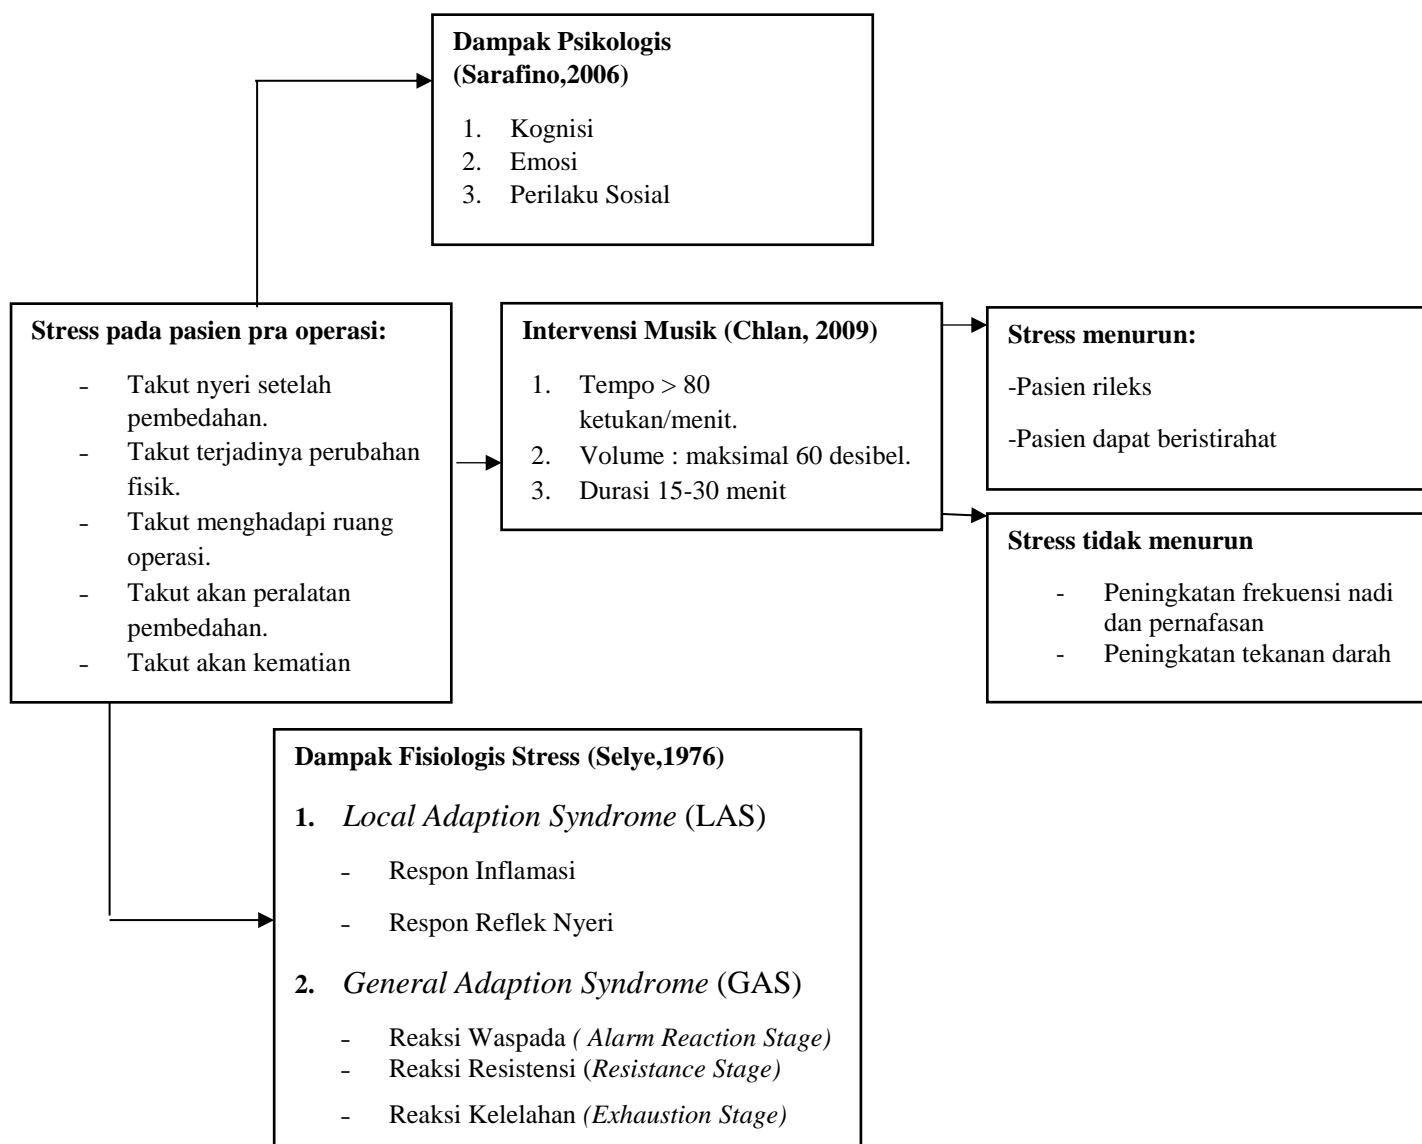 Dampak Psikologis
(Sarafino,2006)
1. Kognisi
2. Emosi
3. Perilaku Sosial
Stress pada pasien pra operasi:
- Takut nyeri setelah
pembedahan.
- Takut terjadinya perubahan
fisik.
- Takut menghadapi ruang
operasi.
- Takut akan peralatan
pembedahan.
- Takut akan kematian
Intervensi Musik (Chlan, 2009)
1. Tempo > 80
ketukan/menit.
2. Volume : maksimal 60 desibel.
3. Durasi 15-30 menit
Stress menurun:
-Pasien rileks
-Pasien dapat beristirahat
Stress tidak menurun
- Peningkatan frekuensi nadi
dan pernafasan
- Peningkatan tekanan darah
Dampak Fisiologis Stress (Selye,1976)
1. Local Adaption Syndrome (LAS)
- Respon Inflamasi
- Respon Reflek Nyeri
2. General Adaption Syndrome (GAS)
- Reaksi Waspada ( Alarm Reaction Stage)
- Reaksi Resistensi (Resistance Stage)
- Reaksi Kelelahan (Exhaustion Stage)